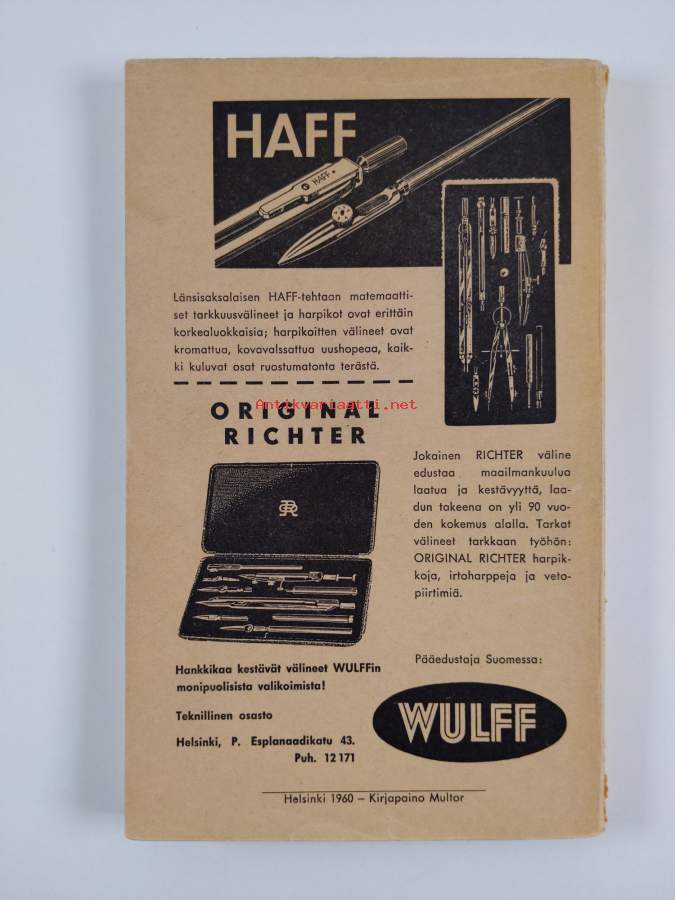 HAFF
HAFF
Länsisaksalaisen HAFF-tehtaan matemaatti-
set tarkkuusvälineet ja harpikot ovat erittäin
korkealuokkaisia; harpikoitten välineet ovat
kromattua, kovavalssattua uushopeaa, kaik-
ki kuluvat osat ruostumatonta terästä.
Antikvariaatti.net
ORIGINAL
RICHTER
Jokainen RICHTER väline
edustaa maailmankuulua
laatua ja kestävyyttä, laa-
dun takeena on yli 90 vuo-
den kokemus alalla. Tarkat
välineet tarkkaan työhön:
ORIGINAL RICHTER harpik-
koja, irtoharppeja ja veto-
piirtimiä.
Hankkikaa kestävät välineet WULFFin
monipuolisista valikoimista!
Teknillinen osasto
Helsinki, P. Esplanaadikatu 43.
Puh. 12 171
Pääedustaja Suomessa:
WULFF
Helsinki 1960 – Kirjapaino Multor